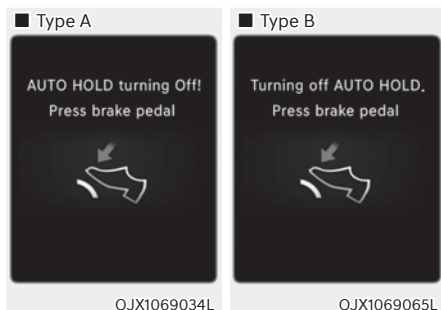 ■ Type A
AUTO HOLD turning Off!
Press brake pedal
OJX1069034L
■ Type B
Turning off AUTO HOLD.
Press brake pedal
OJX1069065L